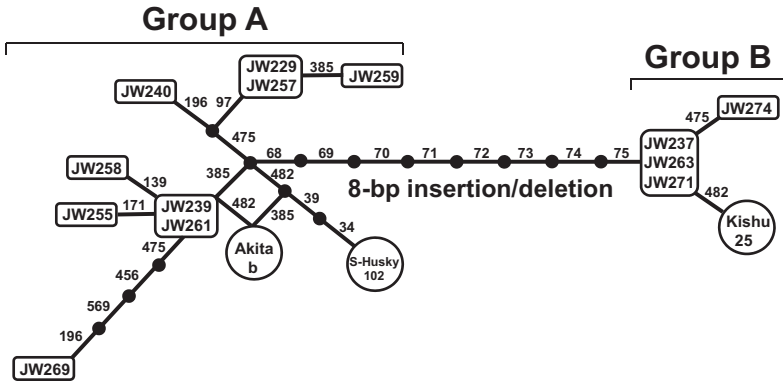 Group A
Group B
JW229
JW257
385
JW259
JW240
196
97
475
JW274
475
68
69
70
71
72
73
74
75
JW237
JW263
JW271
8-bp insertion/deletion
482
Kishu
25
JW258
139
385
482
39
JW255
171
JW239
JW261
482
385
34
475
Akita
b
S-Husky
102
456
569
196
JW269